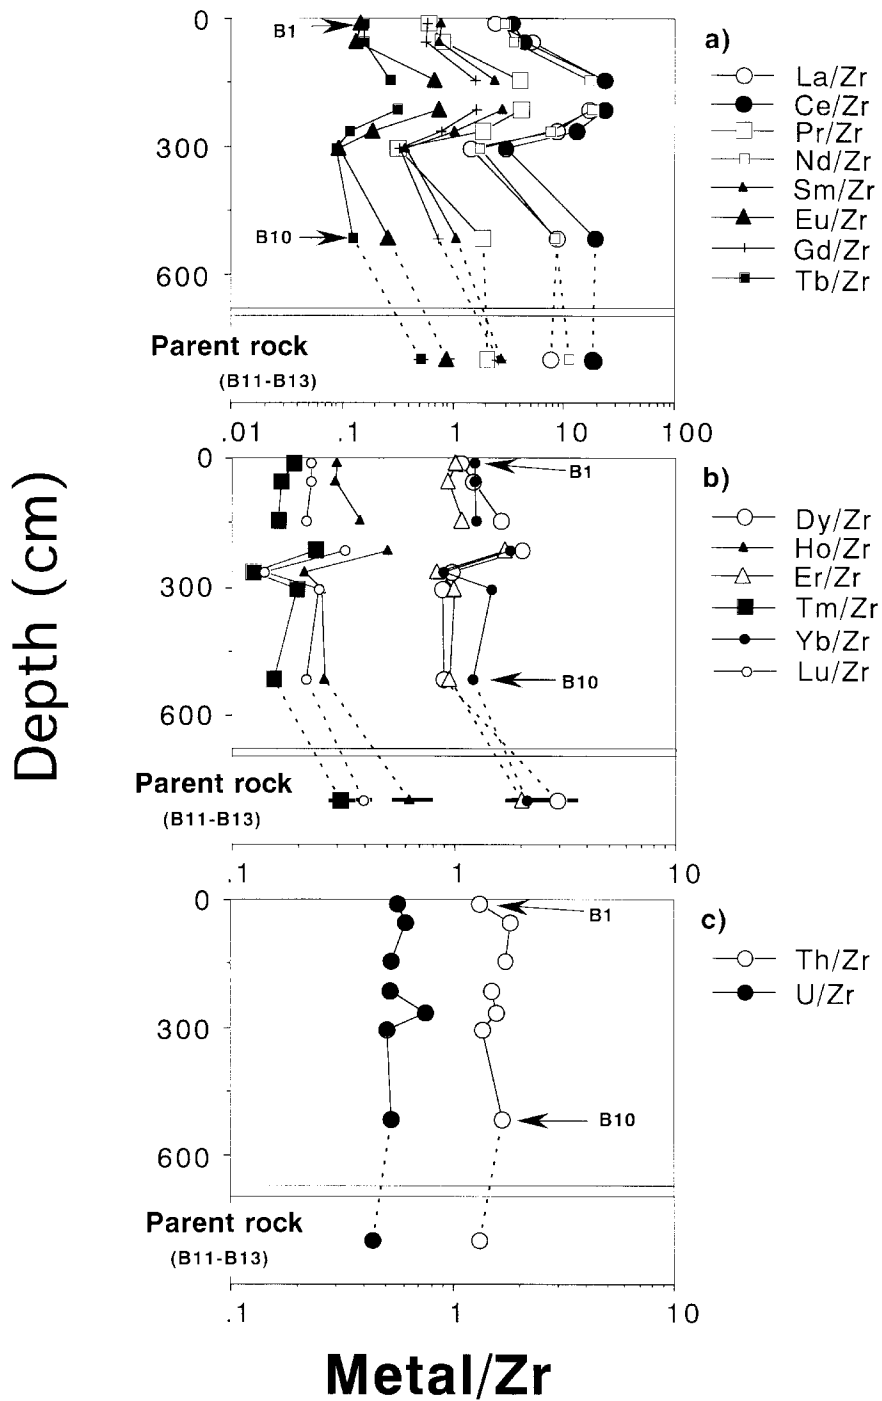 Depth (cm)
0
300
600
B1
B10
Parent rock
(B11-B13)
.01 .1 1 10 100
a)
La/Zr
Ce/Zr
Pr/Zr
Nd/Zr
Sm/Zr
Eu/Zr
Gd/Zr
Tb/Zr
0
300
600
B1
B10
Parent rock
(B11-B13)
.1 1 10
b)
Dy/Zr
Ho/Zr
Er/Zr
Tm/Zr
Yb/Zr
Lu/Zr
0
300
600
B1
B10
Parent rock
(B11-B13)
.1 1 10
c)
Th/Zr
U/Zr
Metal/Zr